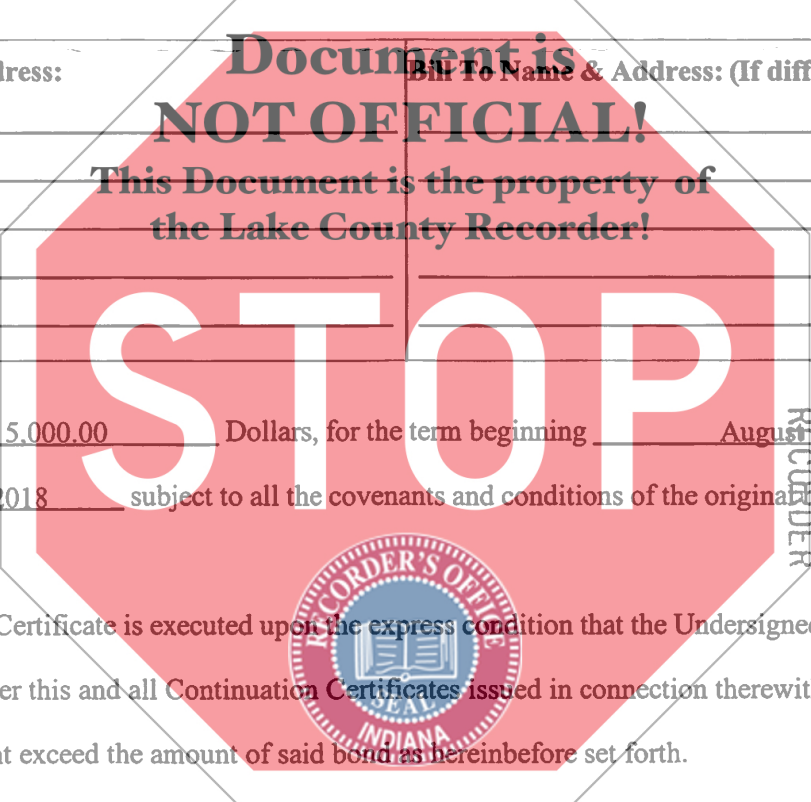 Document is
dress: Bill To Name & Address: (If diff
NOT OFFICIAL!
This Document is the property of
the Lake County Recorder!
STOP
5,000.00 Dollars, for the term beginning August
2018 subject to all the covenants and conditions of the original
RECORDER
RECORDER'S OFFICE
Certificate is executed upon the express condition that the Undersigned
er this and all Continuation Certificates issued in connection therewit
SEAL
INDIANA
t exceed the amount of said bond as hereinbefore set forth.